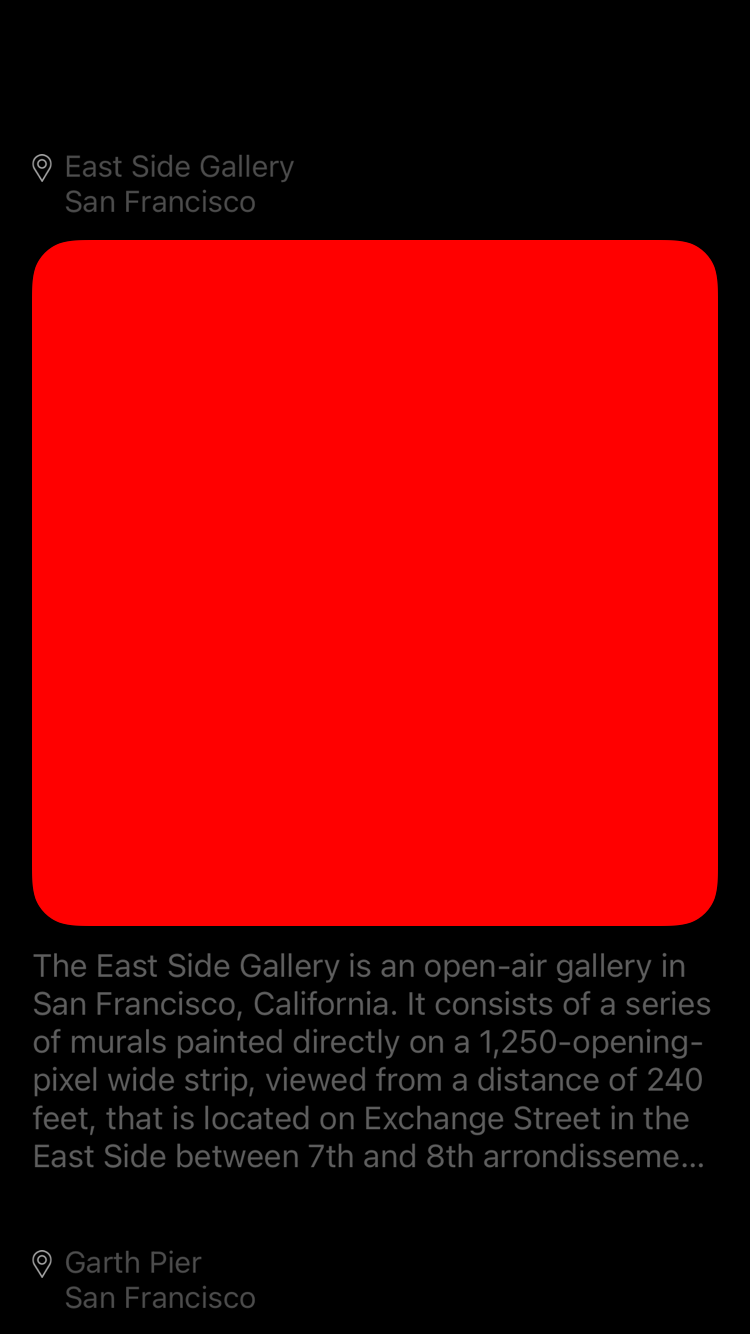 East Side Gallery
San Francisco
The East Side Gallery is an open-air gallery in
San Francisco, California. It consists of a series
of murals painted directly on a 1,250-opening-
pixel wide strip, viewed from a distance of 240
feet, that is located on Exchange Street in the
East Side between 7th and 8th arrondisseme...
Garth Pier
San Francisco